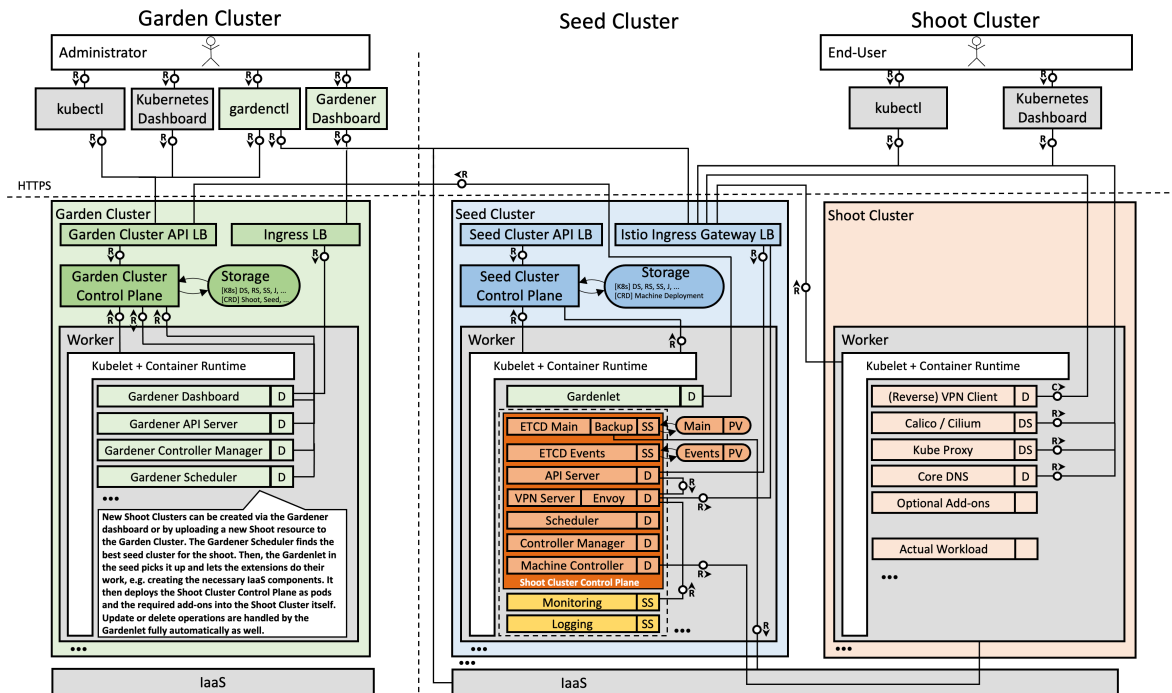 Garden Cluster
Seed Cluster
Shoot Cluster
Administrator
End-User
R
R
R
R
R
R
kubectl
Kubernetes
Dashboard
gardenctl
Gardener
Dashboard
kubectl
Kubernetes
Dashboard
R
R
R
R
R
R
R
R
HTTPS
Garden Cluster
Garden Cluster API LB
Ingress LB
R
R
Garden Cluster
Control Plane
Storage
[K8s] DS, RS, SS, J, ...
[CRD] Shoot, Seed, ...
R
R
R
Worker
Kubelet + Container Runtime
Gardener Dashboard D
Gardener API Server D
Gardener Controller Manager D
Gardener Scheduler D
•••
New Shoot Clusters can be created via the Gardener
dashboard or by uploading a new Shoot resource to
the Garden Cluster. The Gardener Scheduler finds the
best seed cluster for the shoot. Then, the Gardenlet in
the seed picks it up and lets the extensions do their
work, e.g. creating the necessary IaaS components. It
then deploys the Shoot Cluster Control Plane as pods
and the required add-ons into the Shoot Cluster itself.
Update or delete operations are handled by the
Gardenlet fully automatically as well.
•••
IaaS
Seed Cluster
Seed Cluster API LB
Istio Ingress Gateway LB
R
R
Seed Cluster
Control Plane
Storage
[K8s] DS, RS, SS, J, ...
[CRD] Machine Deployment
R
R
Worker
Kubelet + Container Runtime
Gardenlet D
ETCD Main Backup SS
Main PV
ETCD Events SS
Events PV
API Server D
R
VPN Server Envoy D
R
Scheduler D
Controller Manager D
Machine Controller D
R
Shoot Cluster Control Plane
R
Monitoring SS
Logging SS
•••
R
•••
•••
IaaS
Shoot Cluster
R
Worker
Kubelet + Container Runtime
(Reverse) VPN Client D
C
Calico / Cilium DS
R
Kube Proxy DS
R
Core DNS D
R
Optional Add-ons
Actual Workload
•••
•••